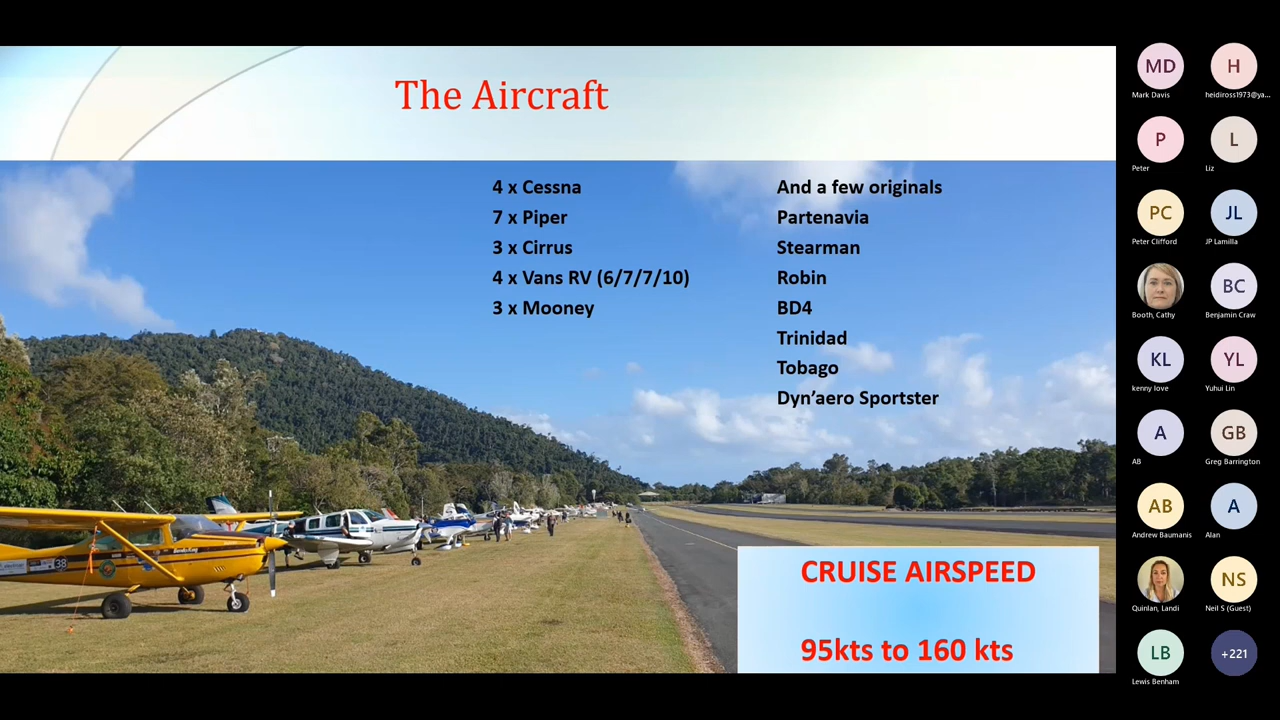 The Aircraft
4 x Cessna
7 x Piper
3 x Cirrus
4 x Vans RV (6/7/7/10)
3 x Mooney
And a few originals
Partenavia
Stearman
Robin
BD4
Trinidad
Tobago
Dyn'aero Sportster
38
CRUISE AIRSPEED
95kts to 160 kts
MD
Mark Davis
H
heidiross1973@ya...
P
Peter
L
Liz
PC
Peter Clifford
JL
JP Lamilla
Booth, Cathy
BC
Benjamin Craw
KL
kenny love
YL
Yuhui Lin
A
AB
GB
Greg Barrington
AB
Andrew Baumanis
A
Alan
Quinlan, Landi
NS
Neil S (Guest)
LB
Lewis Benham
+221